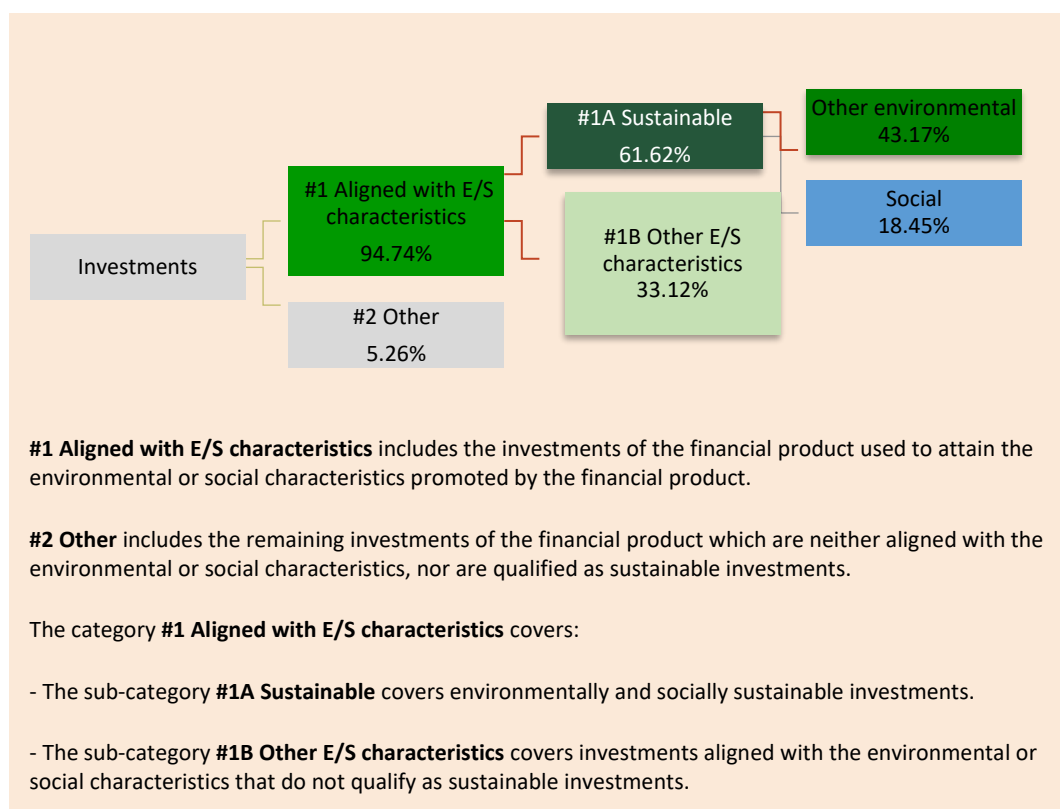 Investments
#1 Aligned with E/S
characteristics
94.74%
#2 Other
5.26%
#1A Sustainable
61.62%
#1B Other E/S
characteristics
33.12%
Other environmental
43.17%
Social
18.45%
#1 Aligned with E/S characteristics includes the investments of the financial product used to attain the
environmental or social characteristics promoted by the financial product.
#2 Other includes the remaining investments of the financial product which are neither aligned with the
environmental or social characteristics, nor are qualified as sustainable investments.
The category #1 Aligned with E/S characteristics covers:
- The sub-category #1A Sustainable covers environmentally and socially sustainable investments.
- The sub-category #1B Other E/S characteristics covers investments aligned with the environmental or
social characteristics that do not qualify as sustainable investments.